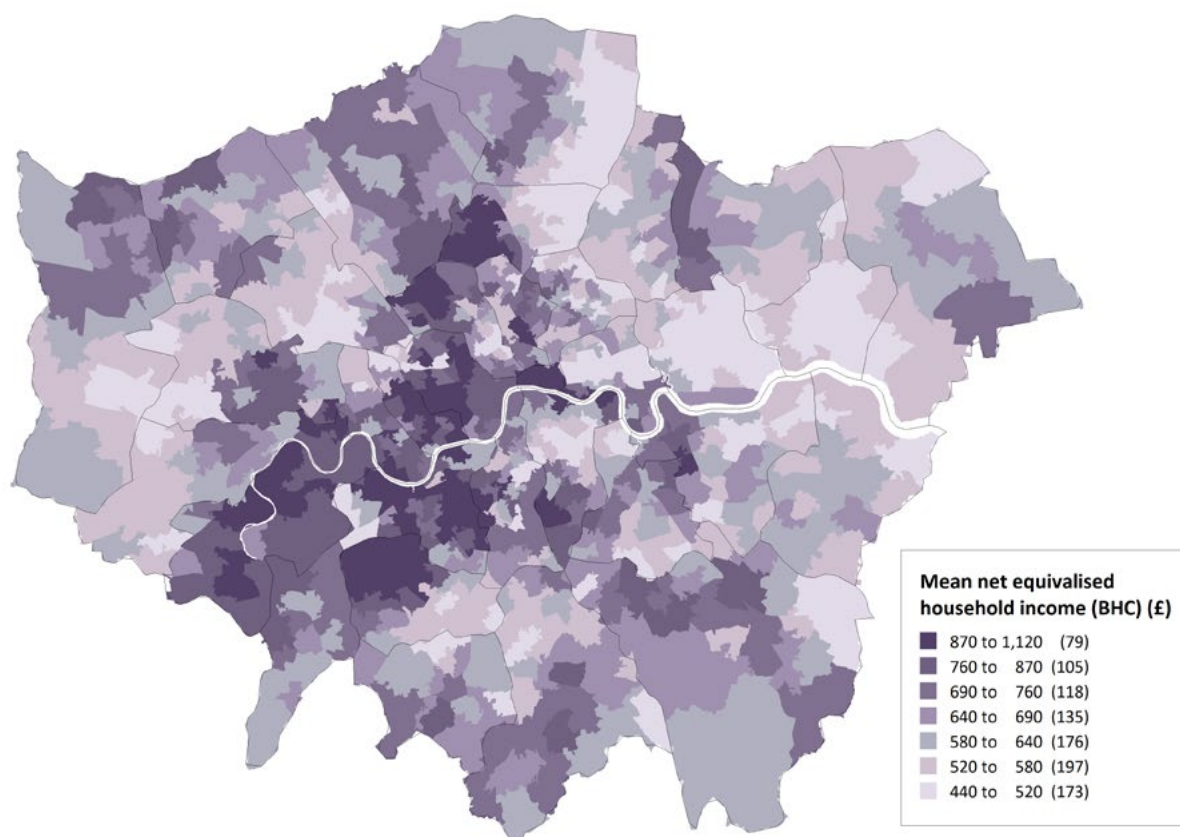 Mean net equivalised
household income (BHC) (£)
870 to 1,120 (79)
760 to 870 (105)
690 to 760 (118)
640 to 690 (135)
580 to 640 (176)
520 to 580 (197)
440 to 520 (173)